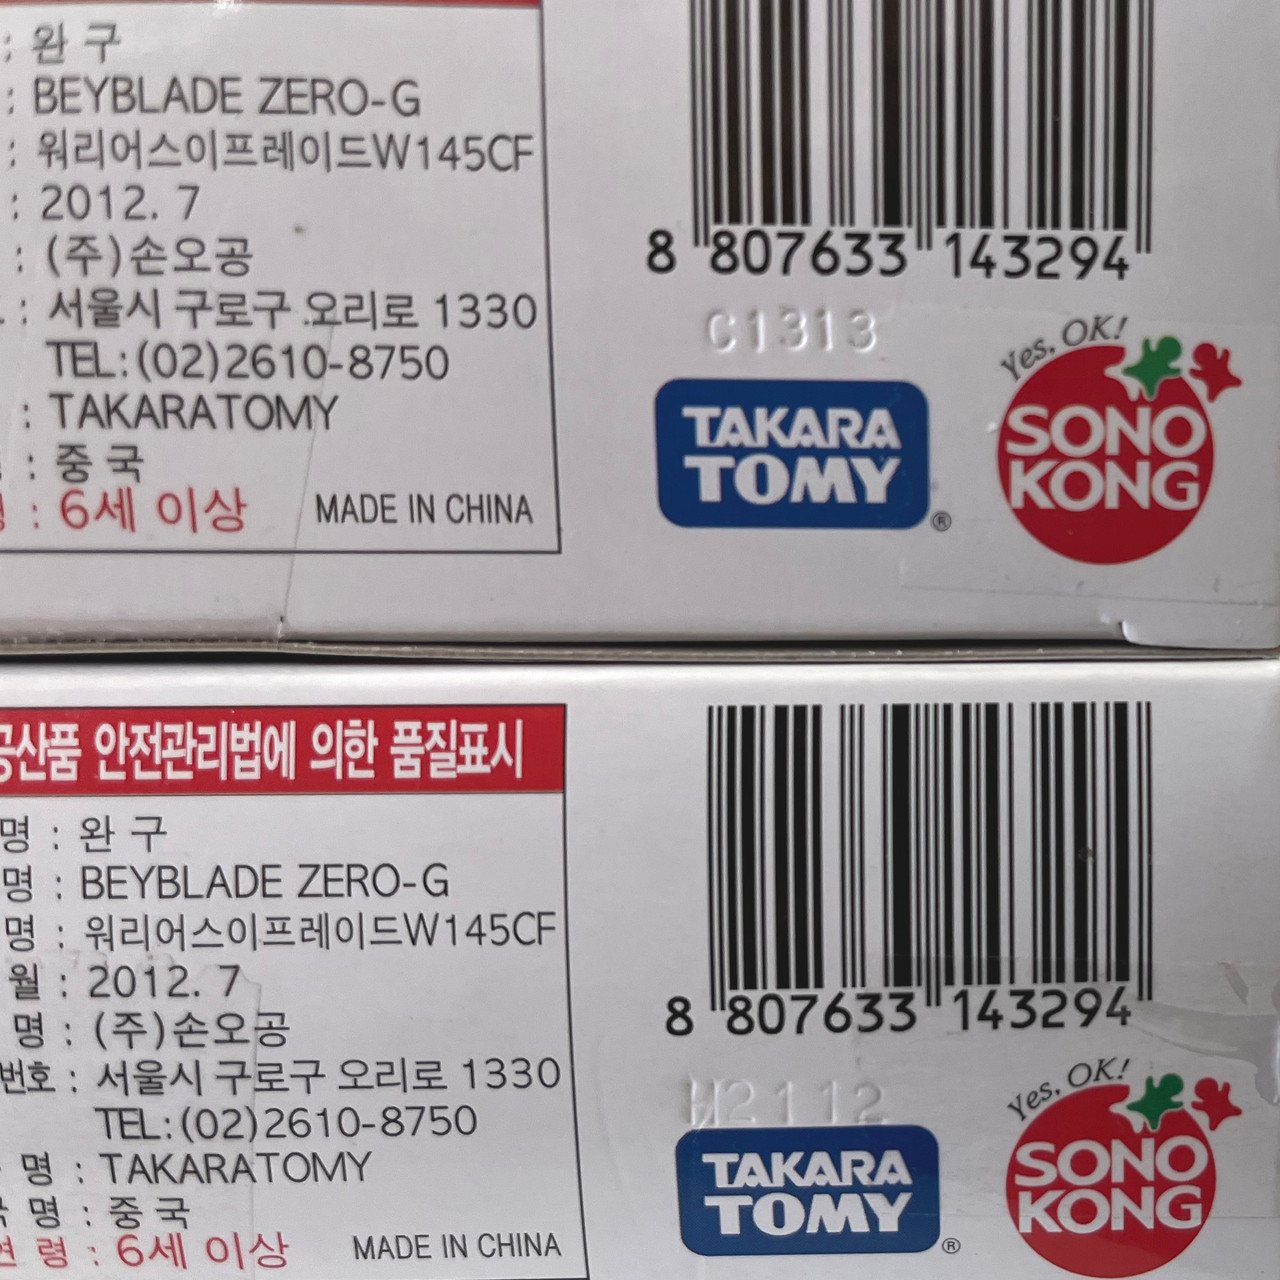 : 완 구
: BEYBLADE ZERO-G
: 워리어스이프레이드W145CF
: 2012. 7
: (주)손오공
: 서울시 구로구 오리로 1330
TEL:(02)2610-8750
: TAKARATOMY
: 중 국
: 6세 이상
MADE IN CHINA
8 807633 143294
C1313
TAKARA
TOMY
®
Yes, OK!
SONO
KONG
공산품 안전관리법에 의한 품질표시
명 : 완 구
명 : BEYBLADE ZERO-G
명 : 워리어스이프레이드W145CF
월 : 2012. 7
명 : (주)손오공
번호 : 서울시 구로구 오리로 1330
TEL:(02)2610-8750
명 : TAKARATOMY
명 : 중 국
연 령 : 6세 이상
MADE IN CHINA
8 807633 143294
H2112
TAKARA
TOMY
®
Yes, OK!
SONO
KONG